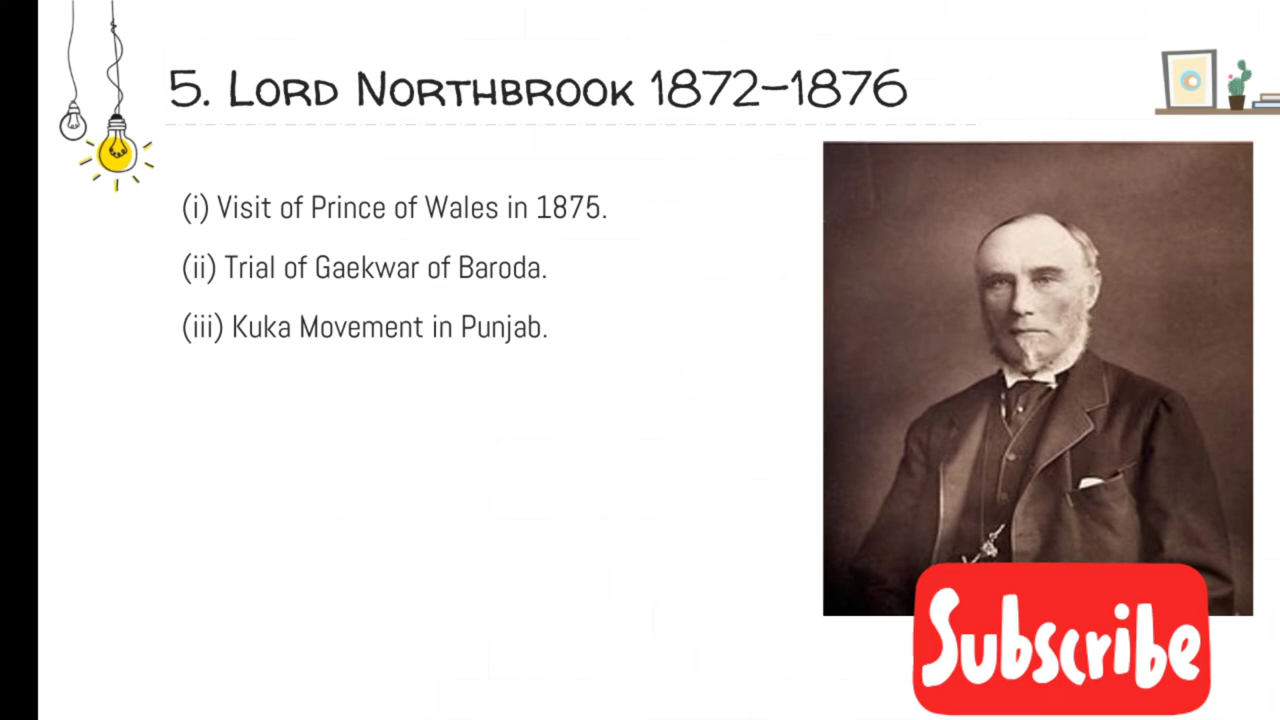 5. Lord Northbrook 1872-1876
(i) Visit of Prince of Wales in 1875.
(ii) Trial of Gaekwar of Baroda.
(iii) Kuka Movement in Punjab.
Subscribe